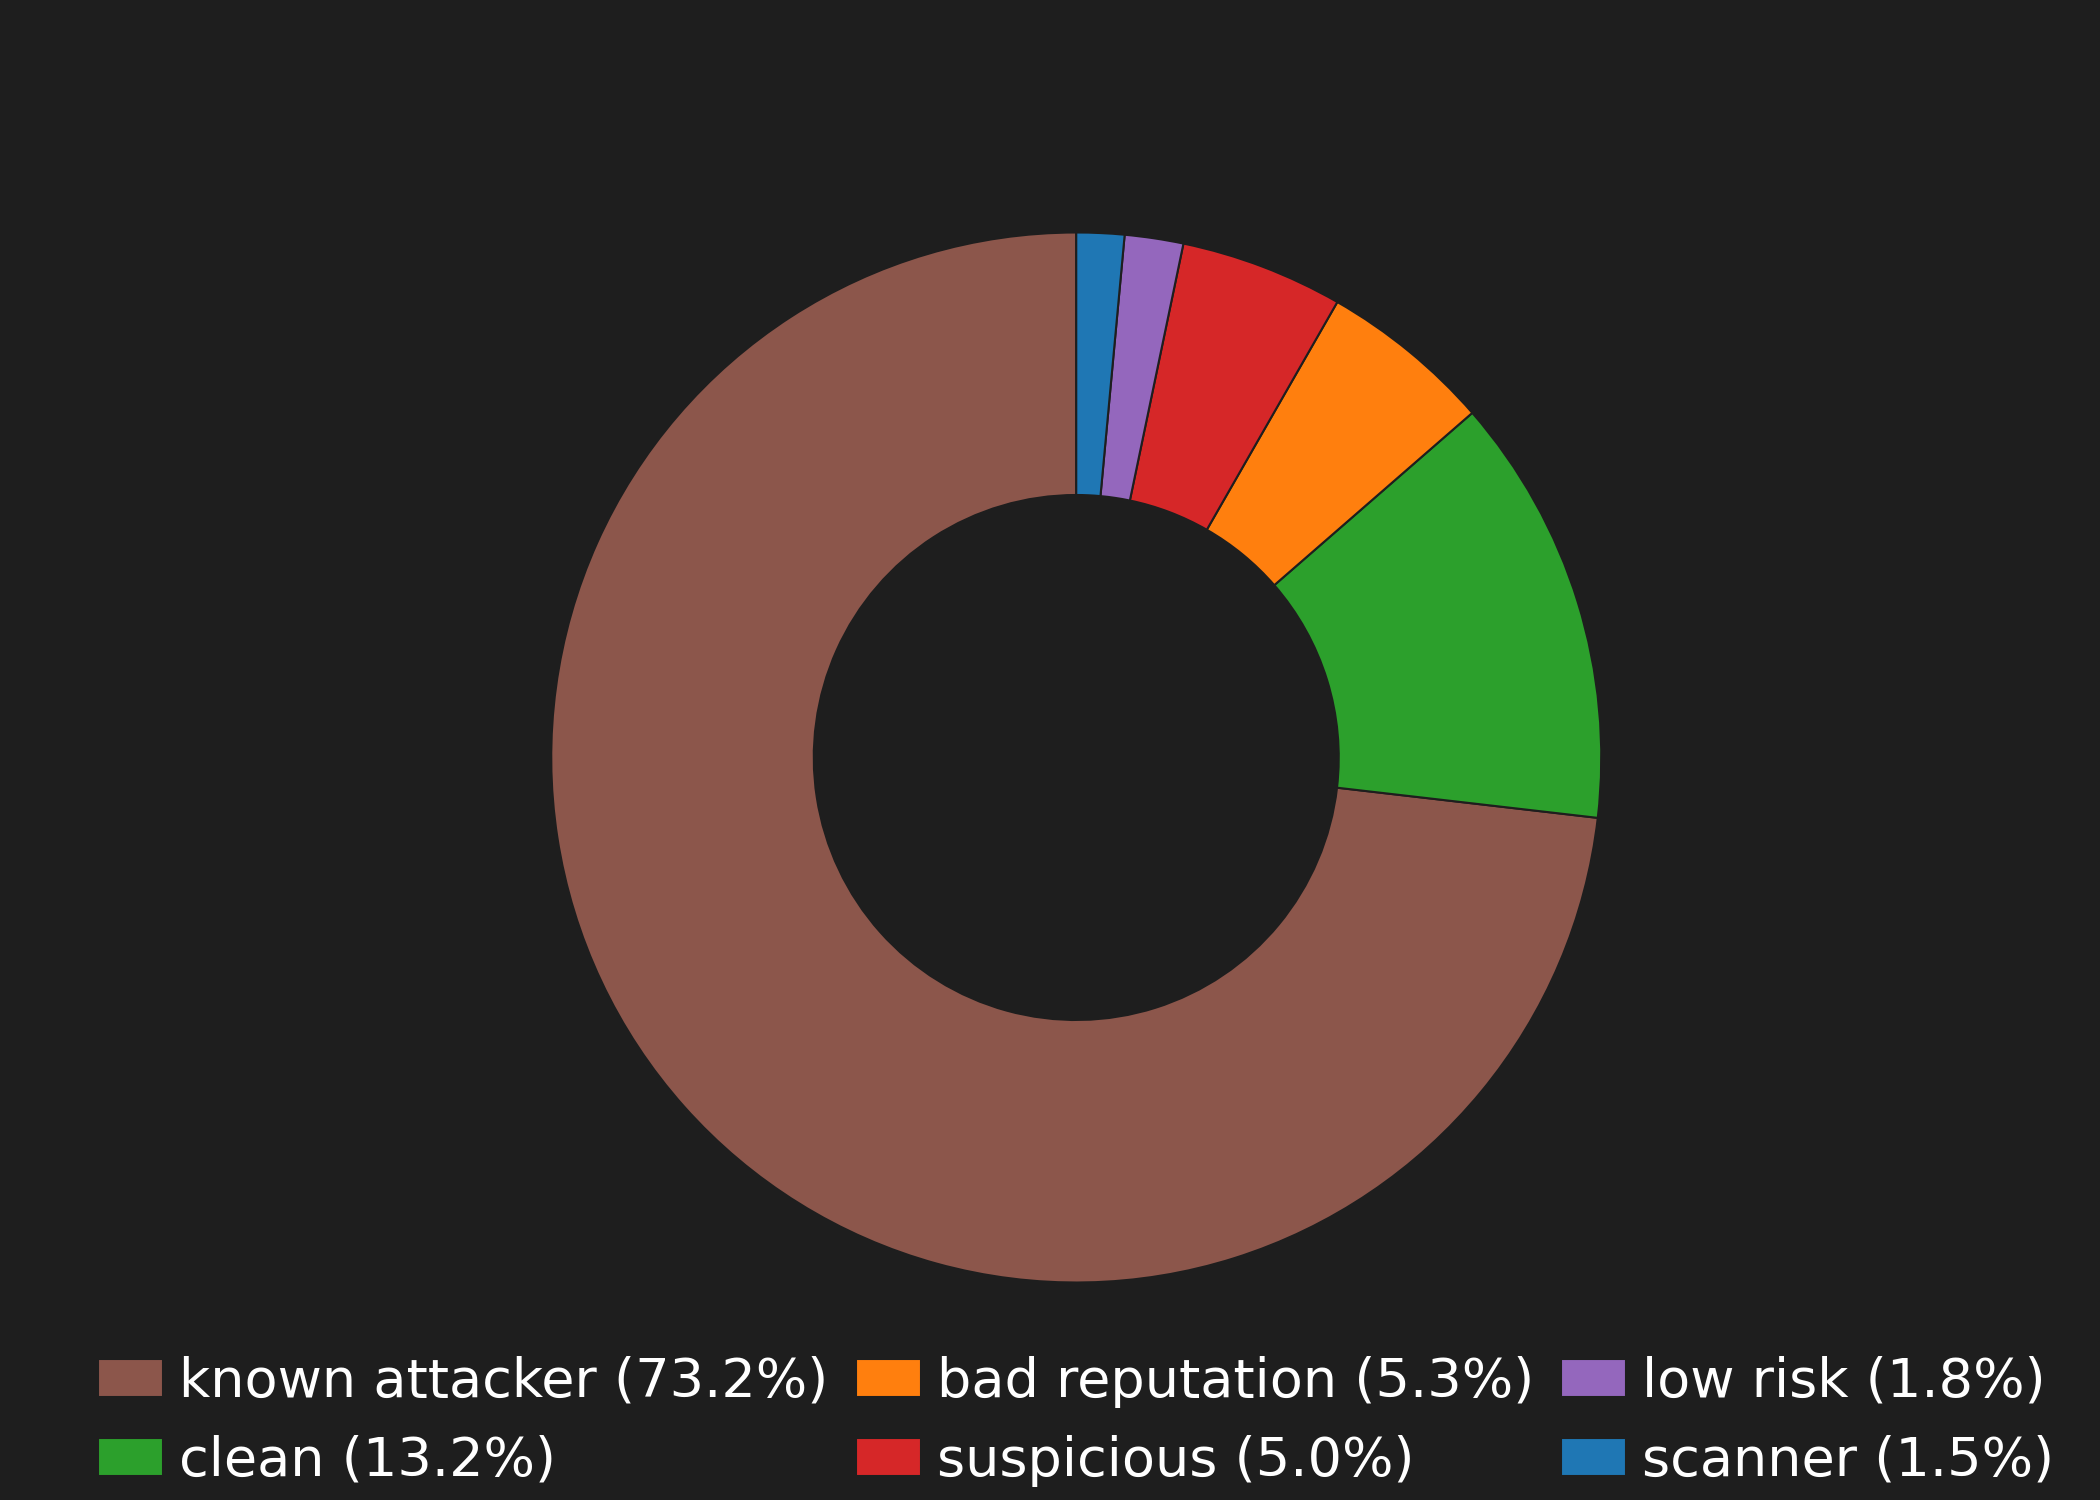 known attacker (73.2%)
clean (13.2%)
bad reputation (5.3%)
suspicious (5.0%)
low risk (1.8%)
scanner (1.5%)